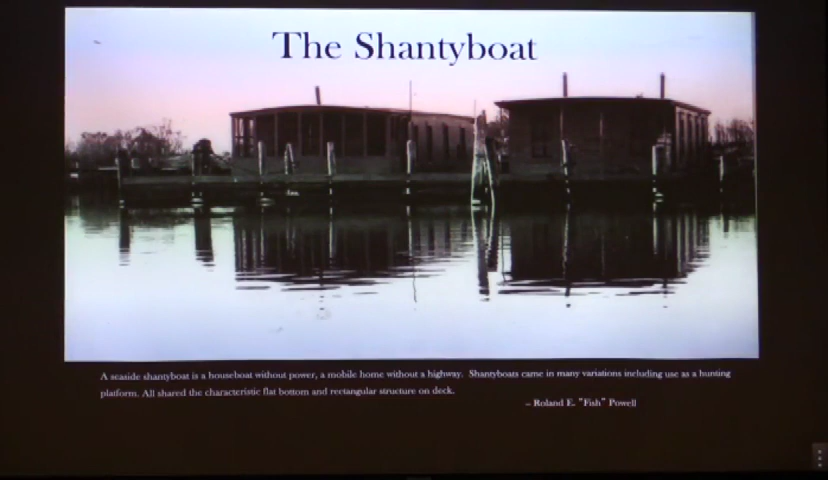 The Shantyboat
A seaside shantyboat is a houseboat without power, a mobile home without a highway. Shantyboats came in many variations including use as a hunting
platform. All shared the characteristic flat bottom and rectangular structure on deck.
– Roland E. "Fish" Powell